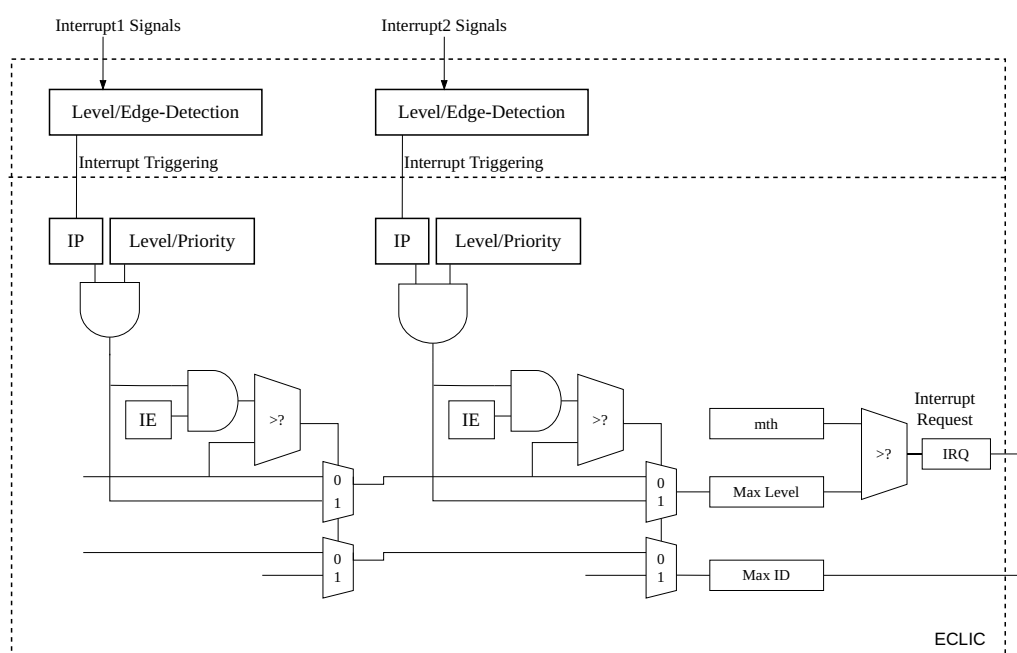 Interrupt1 Signals
Interrupt2 Signals
Level/Edge-Detection
Level/Edge-Detection
Interrupt Triggering
Interrupt Triggering
IP
Level/Priority
IP
Level/Priority
IE
>?
IE
>?
mth
>?
Interrupt
Request
IRQ
0
1
0
1
Max Level
0
1
0
1
Max ID
ECLIC